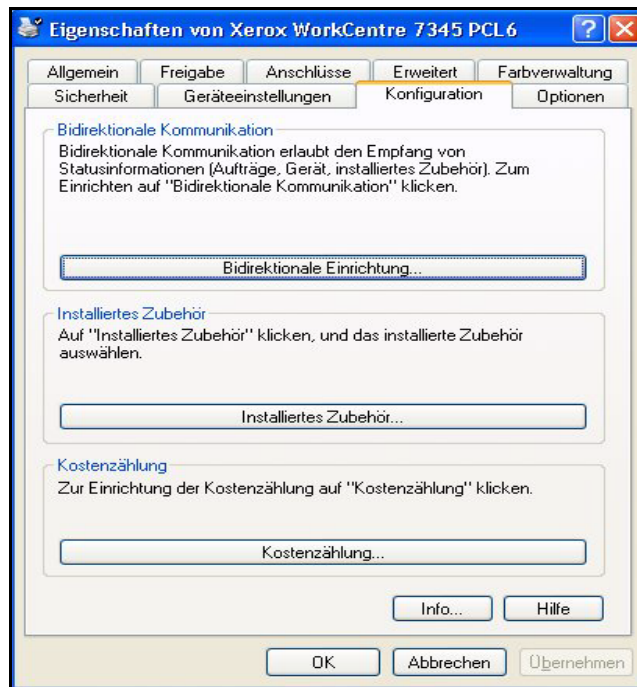 Eigenschaften von Xerox WorkCentre 7345 PCL6
Allgemein Freigabe Anschlüsse Erweitert Farbverwaltung
Sicherheit Geräteeinstellungen Konfiguration Optionen
Bidirektionale Kommunikation
Bidirektionale Kommunikation erlaubt den Empfang von
Statusinformationen (Aufträge, Gerät, installiertes Zubehör). Zum
Einrichten auf "Bidirektionale Kommunikation" klicken.
Bidirektionale Einrichtung...
Installiertes Zubehör
Auf "Installiertes Zubehör" klicken, und das installierte Zubehör
auswählen.
Installiertes Zubehör...
Kostenzählung
Zur Einrichtung der Kostenzählung auf "Kostenzählung" klicken.
Kostenzählung...
Info... Hilfe
OK Abbrechen Übernehmen